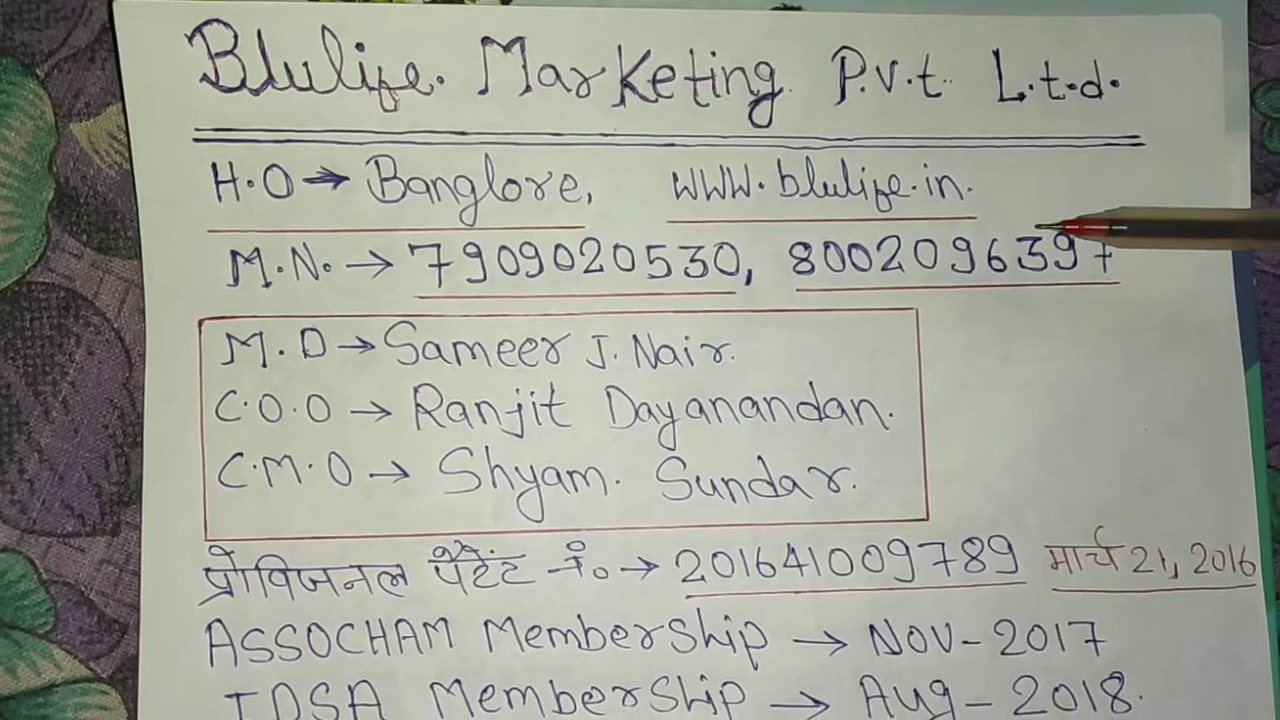 Blulife. Marketing P.v.t. L.t.d.
H.O → Banglore, www.blulife.in.
M.N. → 7909020530, 8002096397
M.D → Sameer J. Nair.
C.O.O → Ranjit Dayanandan.
C.M.O → Shyam. Sundar.
प्रोविजनल पेटेंट नं० → 201641009789 मार्च 21, 2016
ASSOCHAM Membership → Nov-2017
IDSA Membership → Aug-2018.